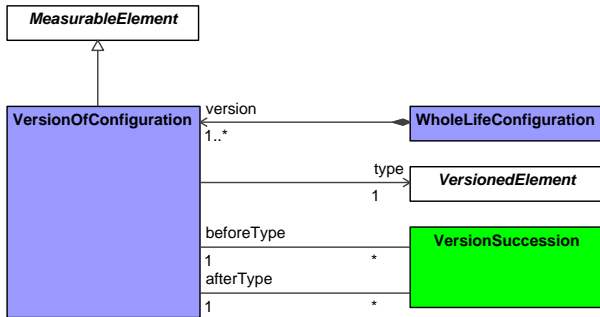 MeasurableElement
VersionOfConfiguration
version
WholeLifeConfiguration
1..*
type
VersionedElement
1
beforeType
VersionSuccession
1
*
afterType
1
*